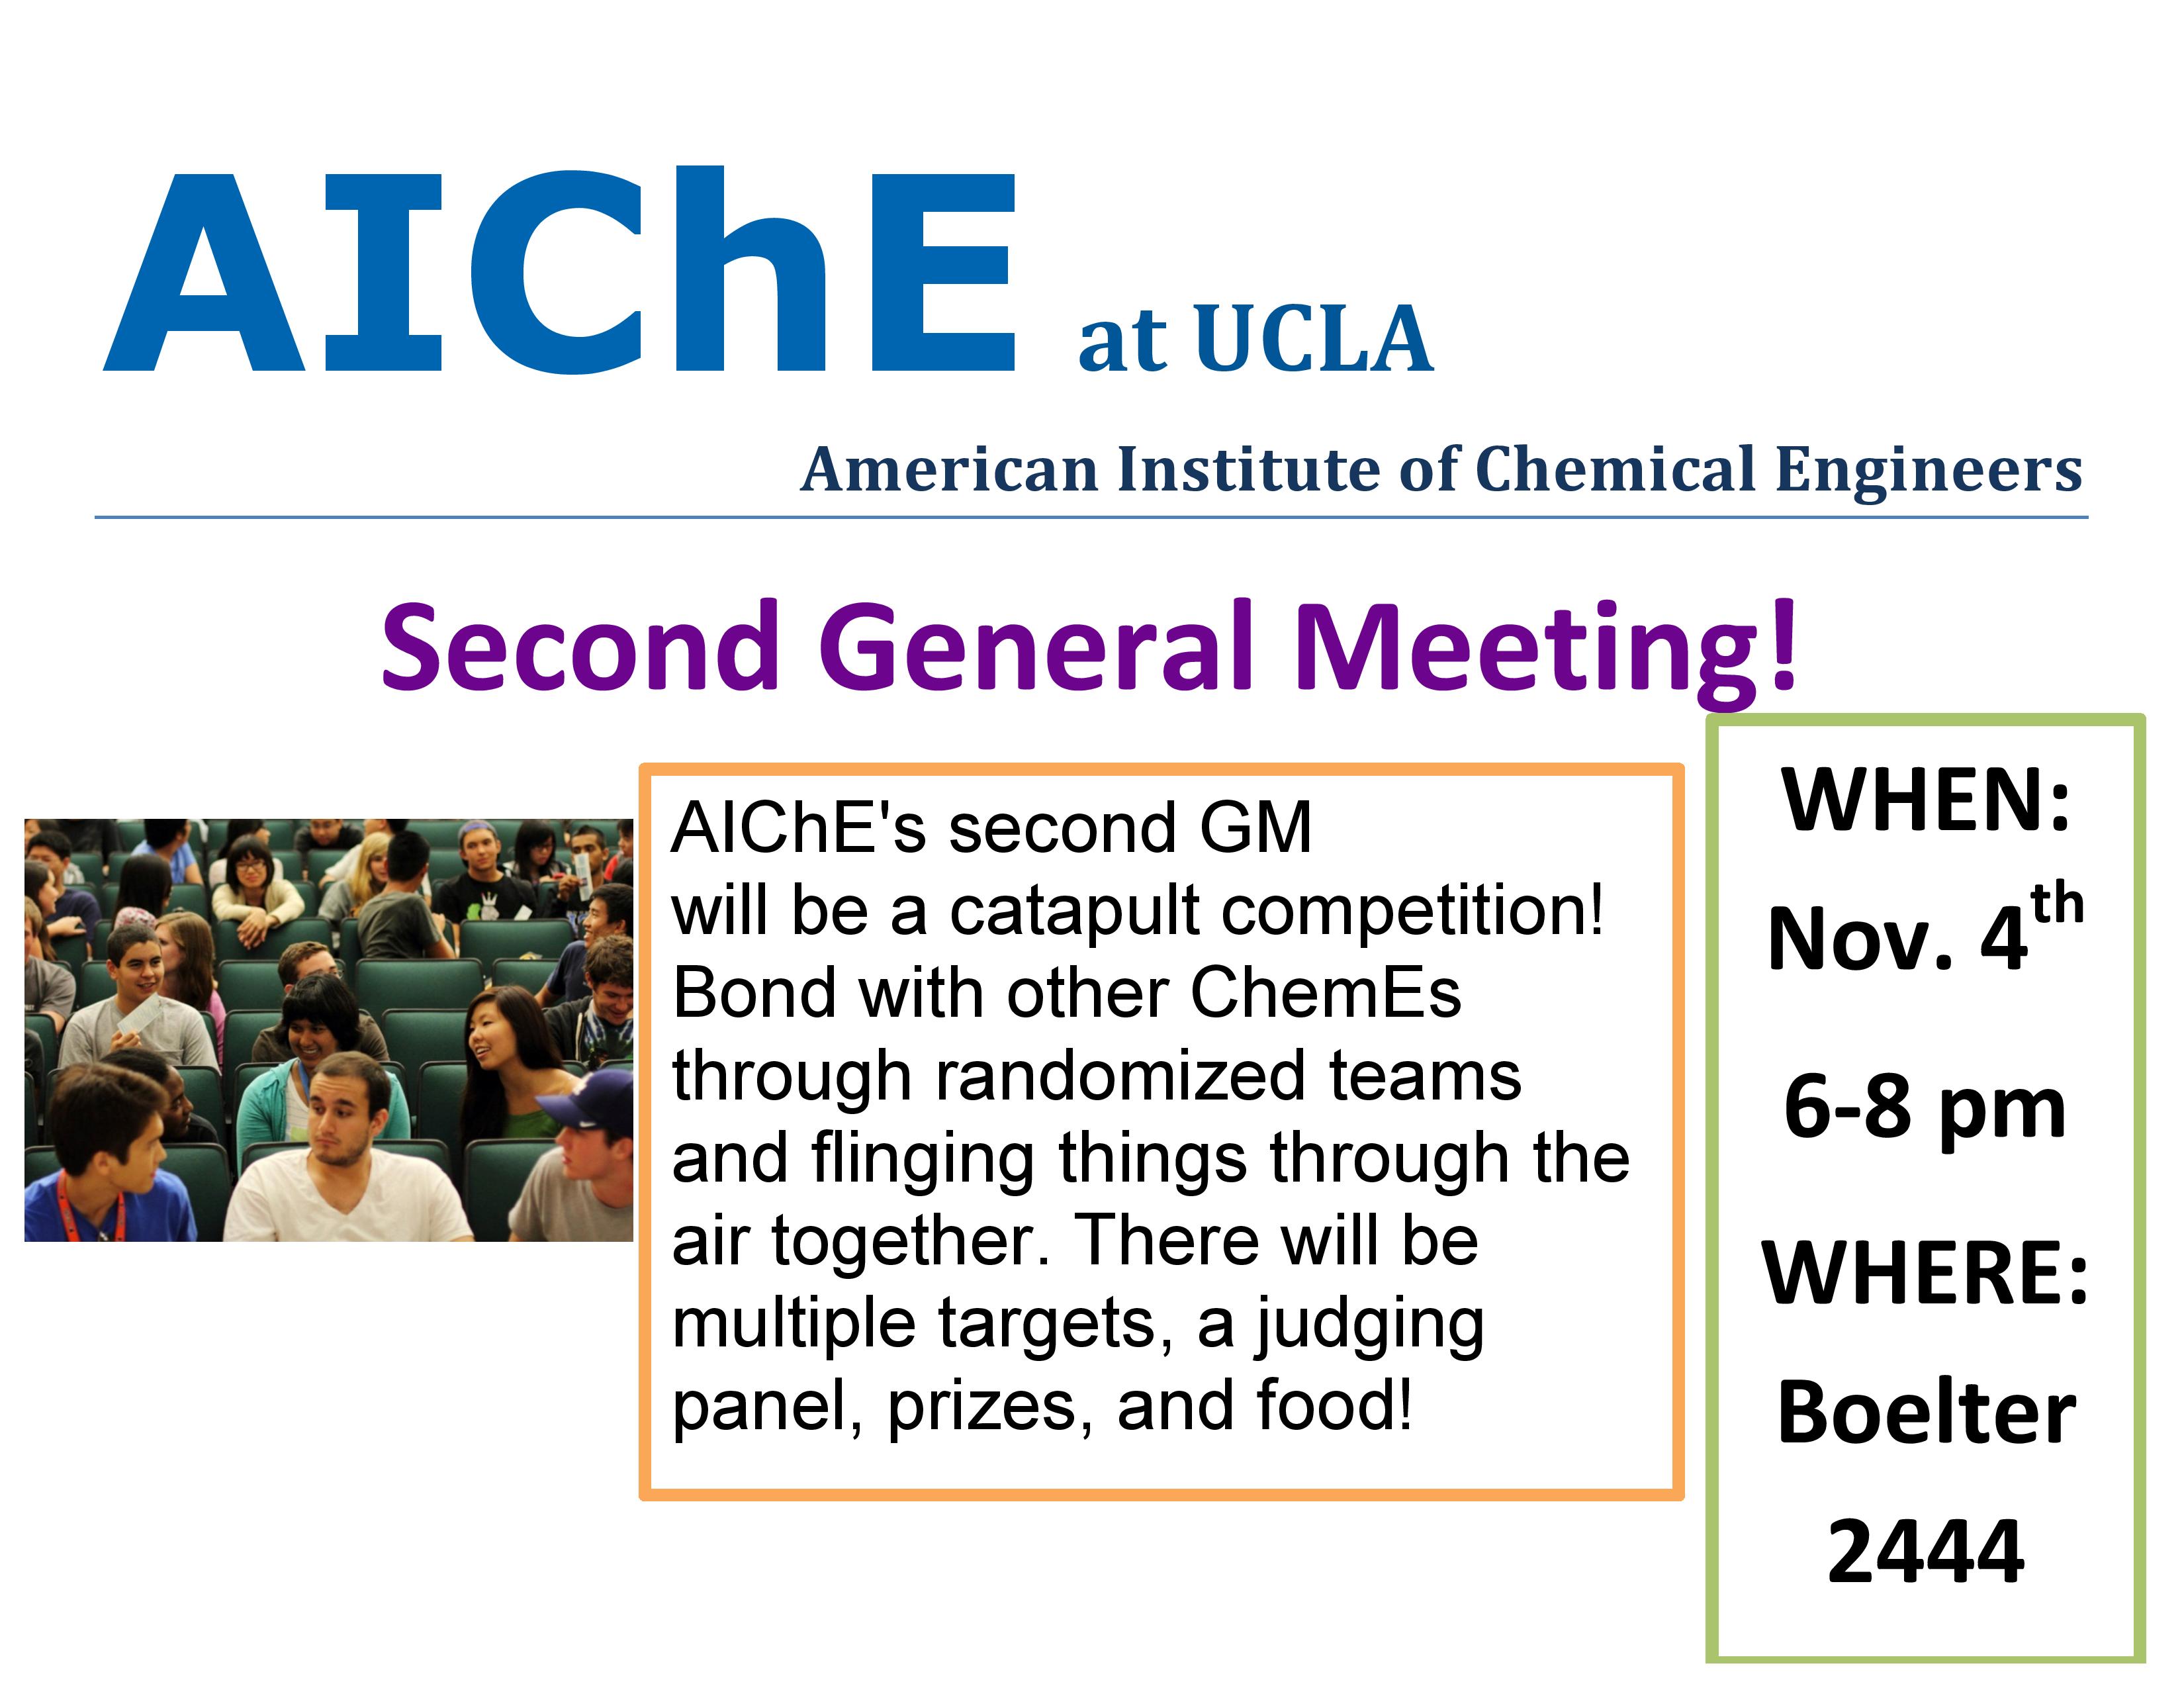 AIChE at UCLA
American Institute of Chemical Engineers
Second General Meeting!
AIChE's second GM
will be a catapult competition!
Bond with other ChemEs
through randomized teams
and flinging things through the
air together. There will be
multiple targets, a judging
panel, prizes, and food!
WHEN:
Nov. 4th
6-8 pm
WHERE:
Boelter
2444